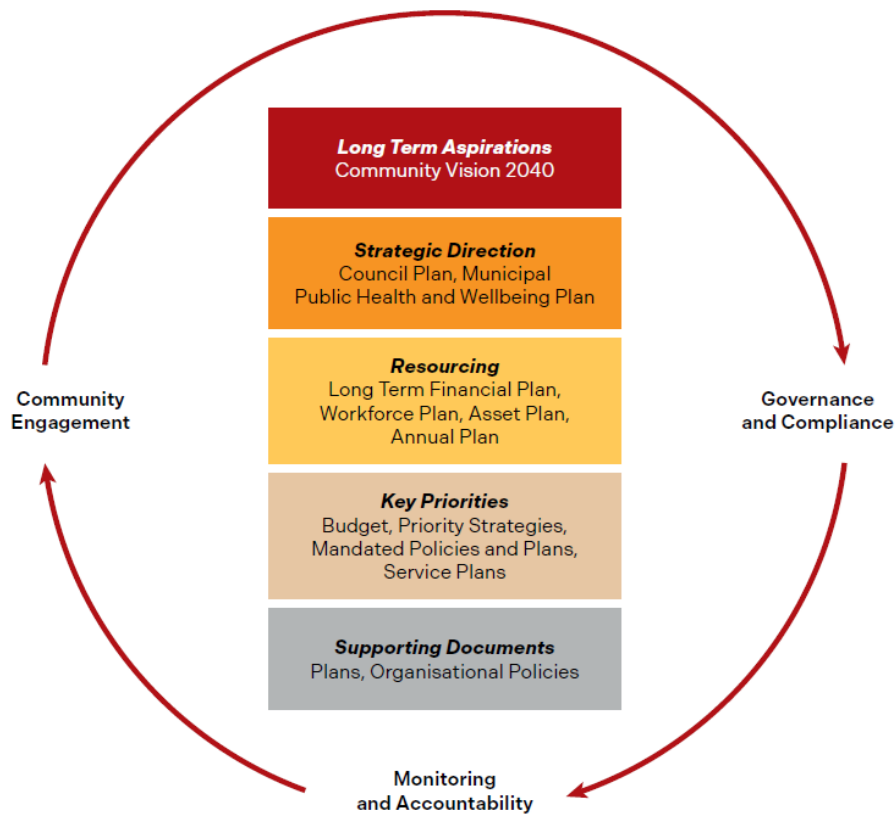 Long Term Aspirations
Community Vision 2040
Strategic Direction
Council Plan, Municipal
Public Health and Wellbeing Plan
Resourcing
Long Term Financial Plan,
Workforce Plan, Asset Plan,
Annual Plan
Community
Engagement
Governance
and Compliance
Key Priorities
Budget, Priority Strategies,
Mandated Policies and Plans,
Service Plans
Supporting Documents
Plans, Organisational Policies
Monitoring
and Accountability